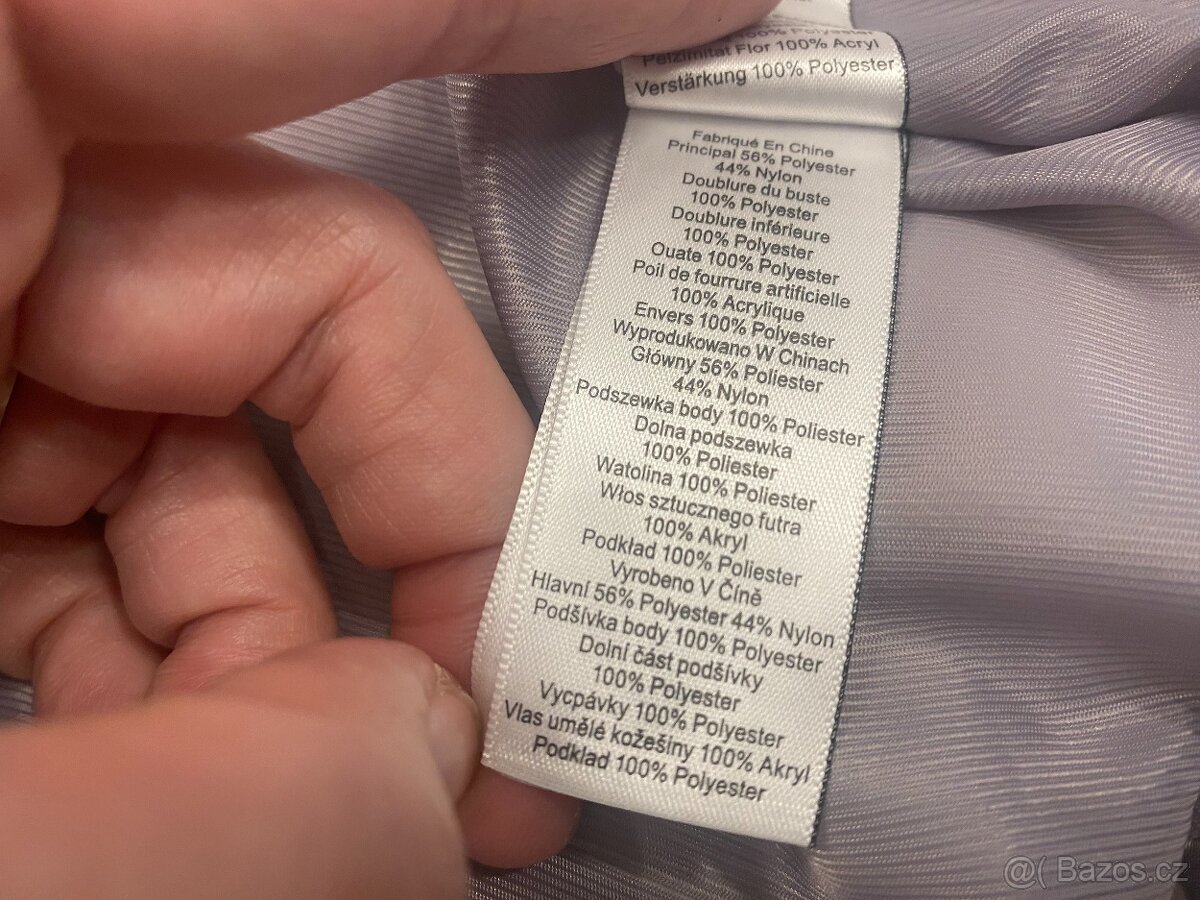 100% Polyester
Pelzimitat Flor 100% Acryl
Verstärkung 100% Polyester
Fabriqué En Chine
Principal 56% Polyester
44% Nylon
Doublure du buste
100% Polyester
Doublure inférieure
100% Polyester
Ouate 100% Polyester
Poil de fourrure artificielle
100% Acrylique
Envers 100% Polyester
Wyprodukowano W Chinach
Główny 56% Poliester
44% Nylon
Podszewka body 100% Poliester
Dolna podszewka
100% Poliester
Watolina 100% Poliester
Włos sztucznego futra
100% Akryl
Podkład 100% Poliester
Vyrobeno V Číně
Hlavní 56% Polyester 44% Nylon
Podšívka body 100% Polyester
Dolní část podšívky
100% Polyester
Vycpávky 100% Polyester
Vlas umělé kožešiny 100% Akryl
Podklad 100% Polyester
@( Bazos.cz